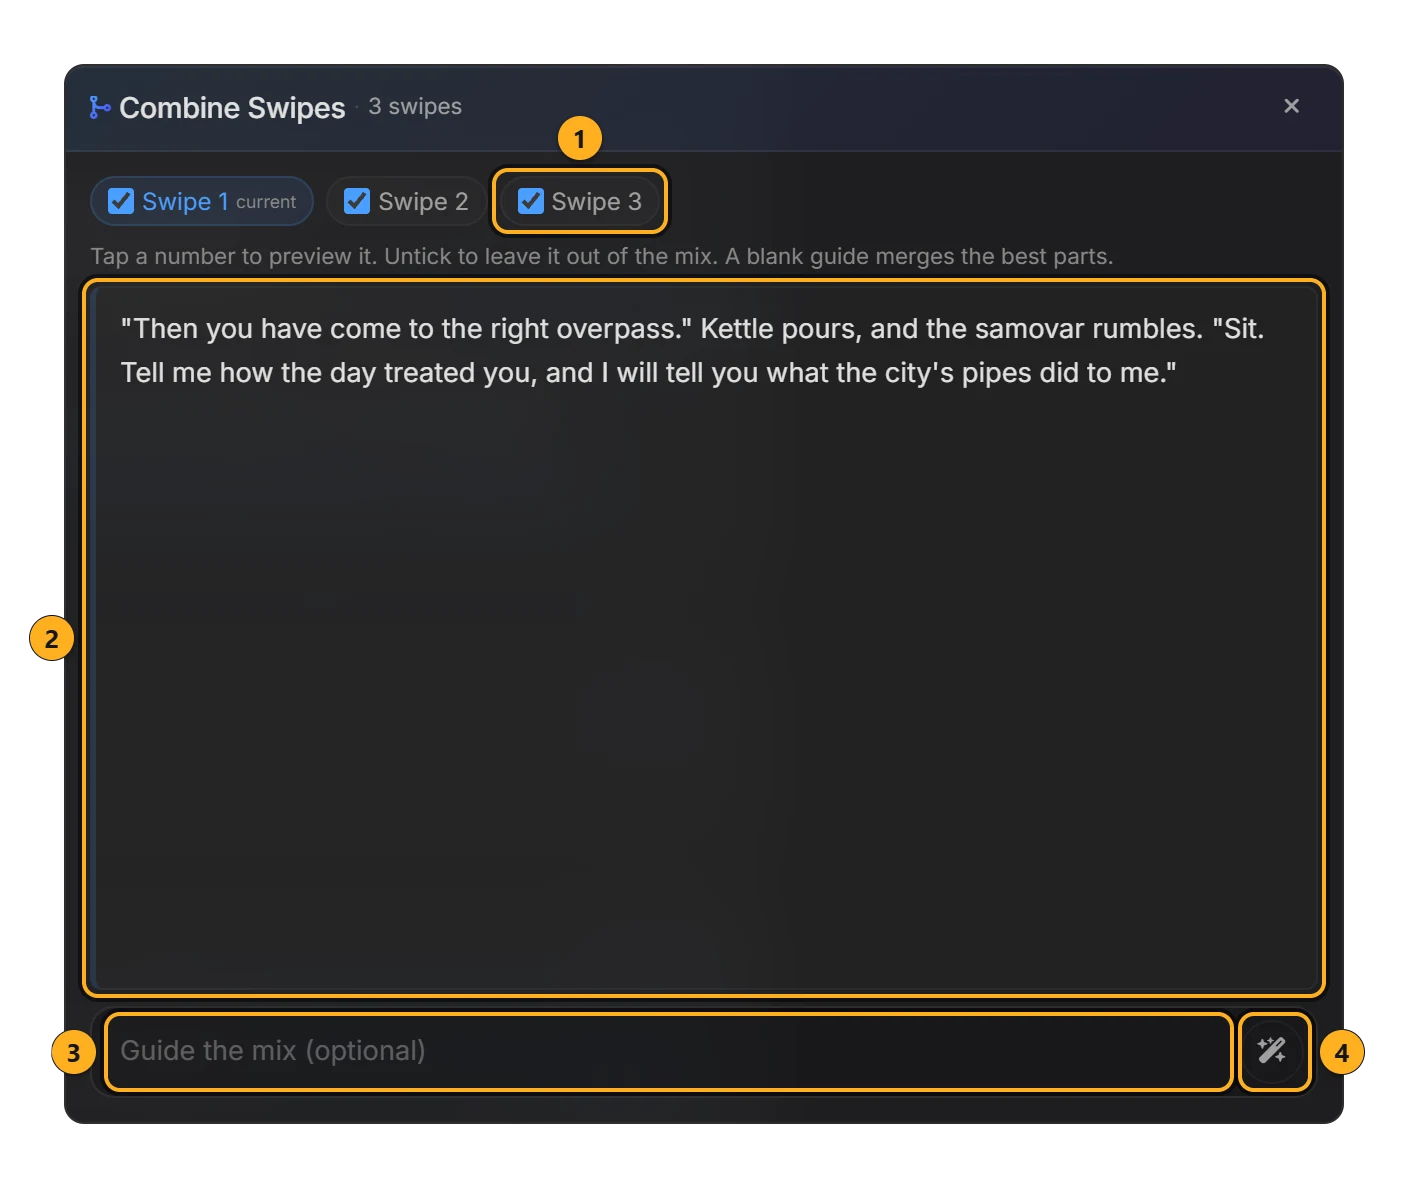 Combine Swipes · 3 swipes
1
Swipe 1 current
Swipe 2
Swipe 3
Tap a number to preview it. Untick to leave it out of the mix. A blank guide merges the best parts.
"Then you have come to the right overpass." Kettle pours, and the samovar rumbles. "Sit.
Tell me how the day treated you, and I will tell you what the city's pipes did to me."
2
3
Guide the mix (optional)
4